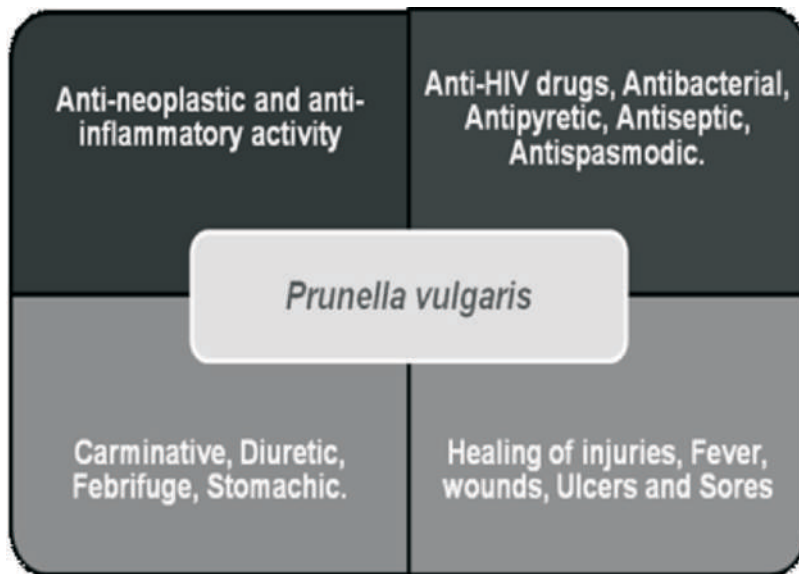 Anti-neoplastic and anti-
inflammatory activity
Anti-HIV drugs, Antibacterial,
Antipyretic, Antiseptic,
Antispasmodic.
Prunella vulgaris
Carminative, Diuretic,
Febrifuge, Stomachic.
Healing of injuries, Fever,
wounds, Ulcers and Sores